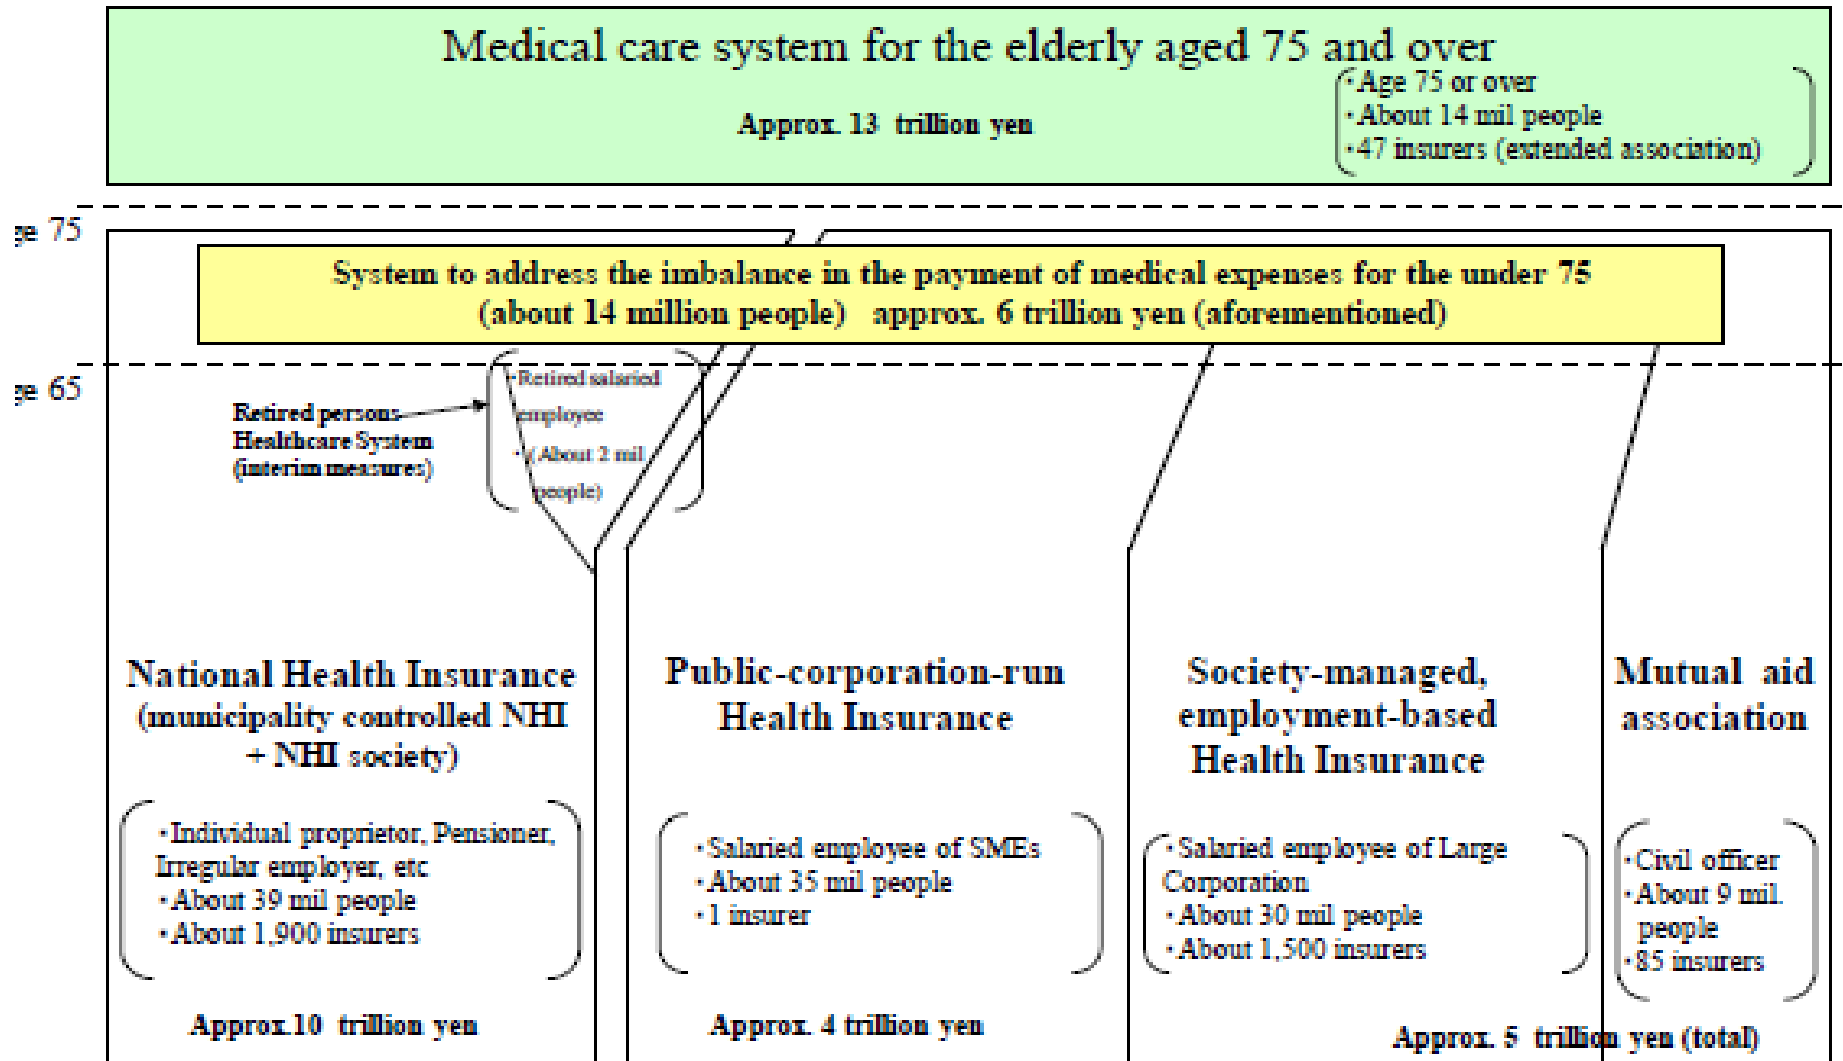 Medical care system for the elderly aged 75 and over
Approx. 13 trillion yen
・Age 75 or over
・About 14 mil people
・47 insurers (extended association)
ge 75
System to address the imbalance in the payment of medical expenses for the under 75
(about 14 million people) approx. 6 trillion yen (aforementioned)
ge 65
Retired persons
Healthcare System
(interim measures)
・Retired salaried
employee
・(About 2 mil
people)
National Health Insurance
(municipality controlled NHI
+ NHI society)
・Individual proprietor, Pensioner,
Irregular employer, etc
・About 39 mil people
・About 1,900 insurers
Approx.10 trillion yen
Public-corporation-run
Health Insurance
・Salaried employee of SMEs
・About 35 mil people
・1 insurer
Approx. 4 trillion yen
Society-managed,
employment-based
Health Insurance
・Salaried employee of Large
Corporation
・About 30 mil people
・About 1,500 insurers
Mutual aid
association
・Civil officer
・About 9 mil.
people
・85 insurers
Approx. 5 trillion yen (total)